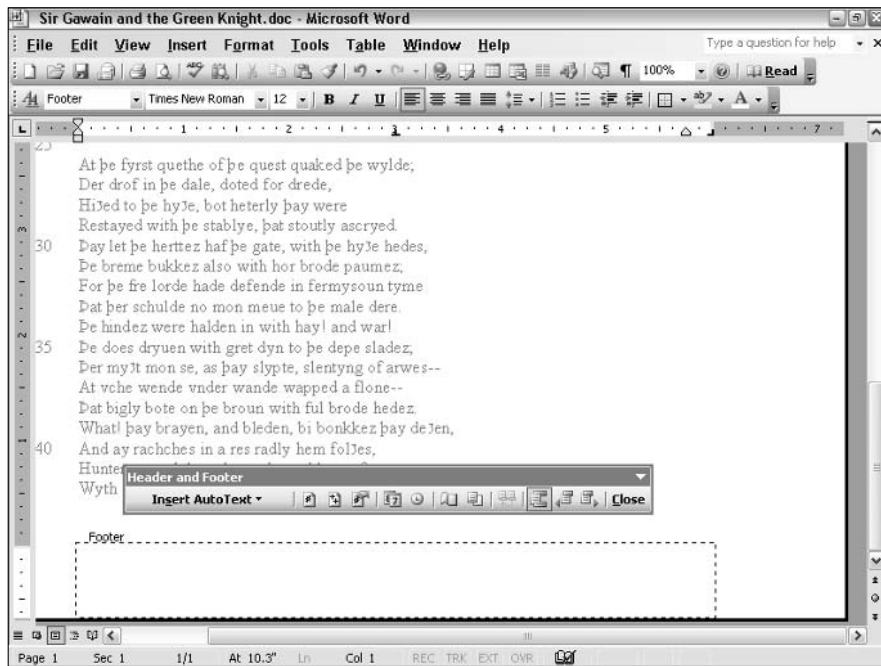 Sir Gawain and the Green Knight.doc - Microsoft Word
File Edit View Insert Format Tools Table Window Help Type a question for help
100% Read
Footer Times New Roman 12 B I U
1 2 3 4 5 7
25
At þe fyrst quethe of þe quest quaked þe wylde;
Der drof in þe dale, doted for drede,
Hiȝed to þe hyȝe, bot heterly þay were
Restayed with þe stablye, þat stoutly ascryed.
30 Þay let þe herttez haf þe gate, with þe hyȝe hedes,
Þe breme bukkez also with hor brode paumez;
For þe fre lorde hade defende in fermysoun tyme
Þat þer schulde no mon meue to þe male dere.
Þe hindez were halden in with hay! and war!
35 Þe does dryuen with gret dyn to þe depe sladez;
Þer myȝt mon se, as þay slypte, slentyng of arwes--
At vche wende vnder wande wapped a flone--
Þat bigly bote on þe broun with ful brode hedez.
What! þay brayen, and bleden, bi bonkkez þay deȝen,
40 And ay rachches in a res radly hem folȝes,
Hunter
Wyth
Header and Footer
Insert AutoText Close
Footer
Page 1 Sec 1 1/1 At 10.3" Ln Col 1 REC TRK EXT OVR